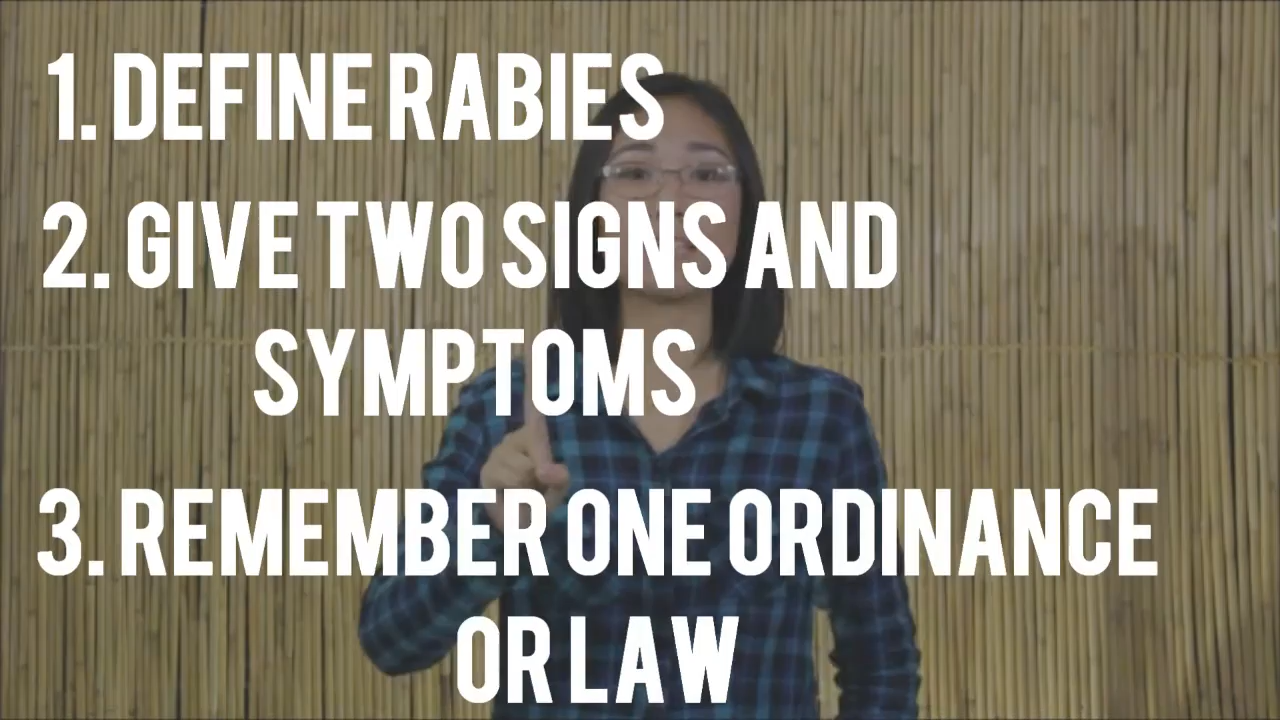 1. DEFINE RABIES
2. GIVE TWO SIGNS AND
SYMPTOMS
3. REMEMBER ONE ORDINANCE
OR LAW